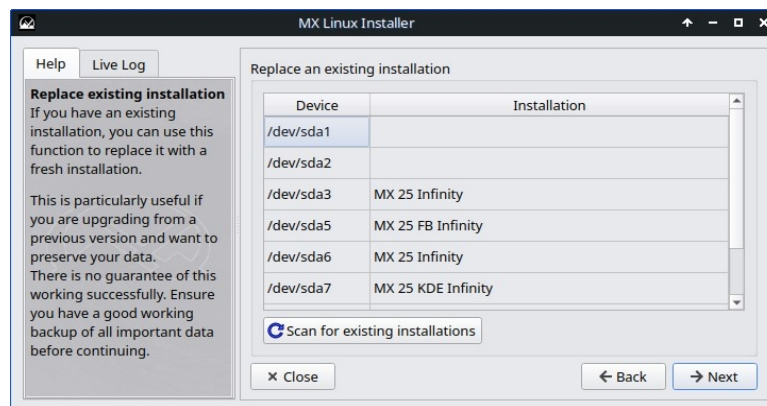 MX Linux Installer
Help
Live Log
Replace existing installation
If you have an existing
installation, you can use this
function to replace it with a
fresh installation.
This is particularly useful if
you are upgrading from a
previous version and want to
preserve your data.
There is no guarantee of this
working successfully. Ensure
you have a good working
backup of all important data
before continuing.
Replace an existing installation
Device Installation
/dev/sda1
/dev/sda2
/dev/sda3 MX 25 Infinity
/dev/sda5 MX 25 FB Infinity
/dev/sda6 MX 25 Infinity
/dev/sda7 MX 25 KDE Infinity
Scan for existing installations
Close
Back
Next